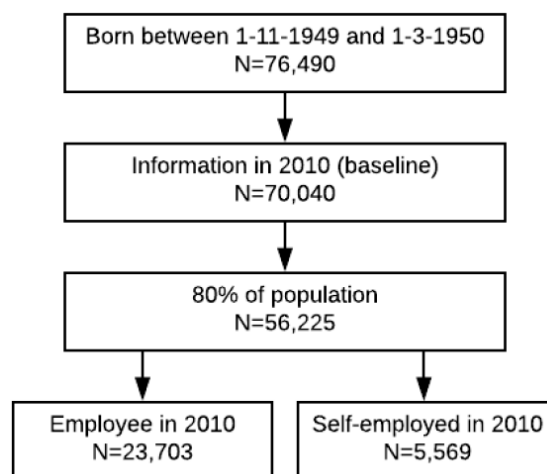 Born between 1-11-1949 and 1-3-1950
N=76,490
Information in 2010 (baseline)
N=70,040
80% of population
N=56,225
Employee in 2010
N=23,703
Self-employed in 2010
N=5,569